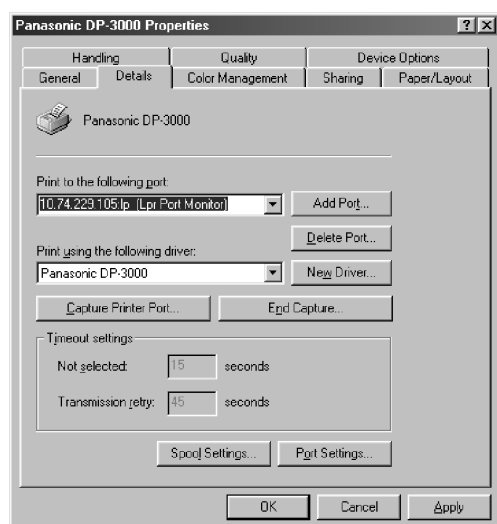 Panasonic DP-3000 Properties
Handling Quality Device Options
General Details Color Management Sharing Paper/Layout
Panasonic DP-3000
Print to the following port:
10.74.229.105:lp (Lpr Port Monitor) Add Port...
Delete Port...
Print using the following driver:
Panasonic DP-3000 New Driver...
Capture Printer Port... End Capture...
Timeout settings
Not selected: 15 seconds
Transmission retry: 45 seconds
Spool Settings... Port Settings...
OK Cancel Apply